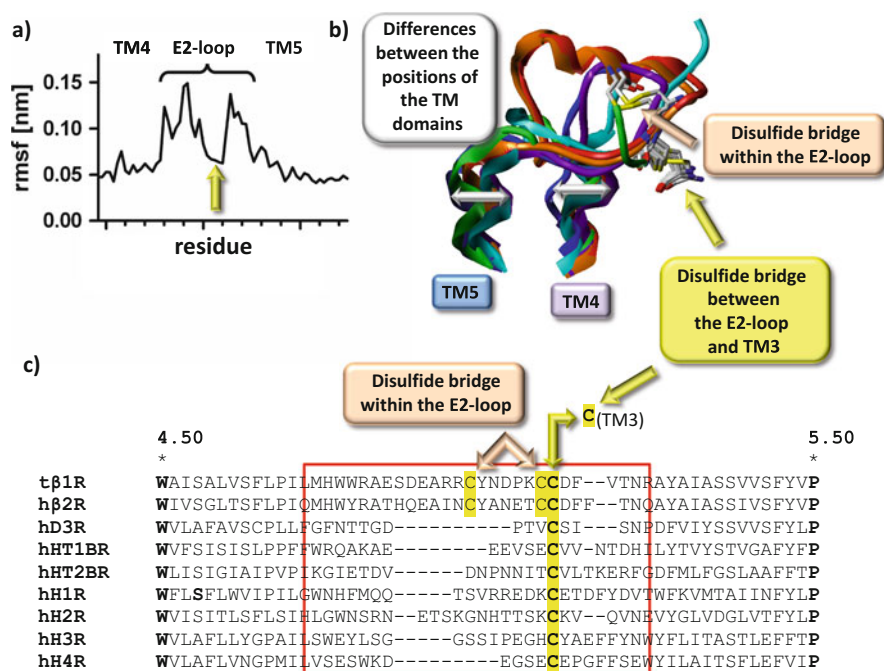 a)
TM4 E2-loop TM5
rmsf [nm]
0.15
0.10
0.05
0.00
residue
b)
Differences
between the
positions of
the TM
domains
Disulfide bridge
within the E2-loop
TM5
TM4
Disulfide bridge
between
the E2-loop
and TM3
c)
Disulfide bridge
within the E2-loop
C(TM3)
4.50 5.50
* *
tβ1R WAISALVSFLPILMHWWRAESDEARRCYNDPKCCDF--VTNRAYAIASSVVSFYVP
hβ2R WIVSGLTSFLPIQMHWYRATHQEAINCYANETCCDFF--TNQAYAIASSIVSFYVP
hD3R WVLAFAVSCPLLFGFNTTGD---------PTVCSI---SNPDFVIYSSVVSFYLP
hHT1BR WVFSISISLPPFFWRQAKAE-------EEVSECVV-NTDHILYTVYSTVGAFYFP
hHT2BR WLISIGIAIPVPIKGIETDV------DNPNNITCVLTKERFGDFMLFGSLAAFFTP
hH1R WFLSFLWVIPILGWNHFMQQ------TSVRREDKCETDFYDVTWFKVMTAIINFYLP
hH2R WVISITLSFLSIHLGWNSRN--ETSKGNHTTSKCKV--QVNEVYGLVDGLVTFYLP
hH3R WVLAFLLYGPAILSWEYLSG------GSSIPEGHCYAEFFYNWYFLITASTLEFFTP
hH4R WVLAFLVNGPMILVSESWKD--------EGSECEPGFFSEWYILAITSFLEFVIP